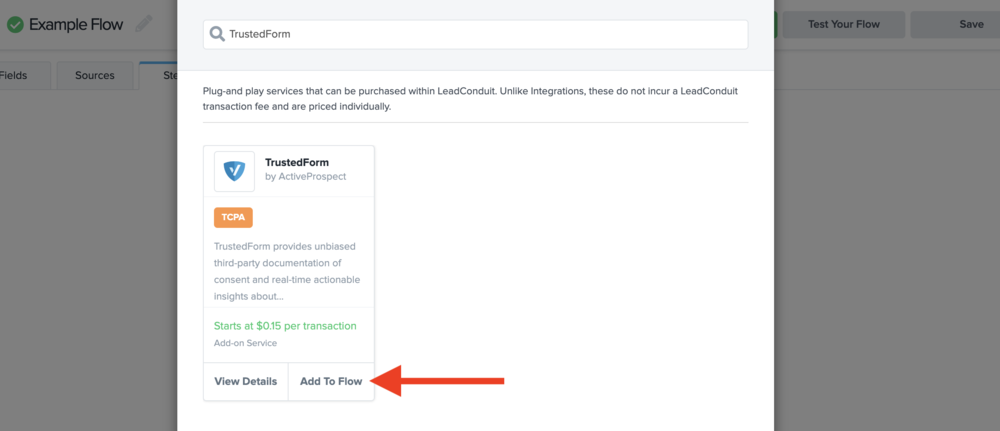 Example Flow
Test Your Flow
Save
TrustedForm
Fields
Sources
Ste
Plug-and play services that can be purchased within LeadConduit. Unlike Integrations, these do not incur a LeadConduit
transaction fee and are priced individually.
TrustedForm
by ActiveProspect
TCPA
TrustedForm provides unbiased
third-party documentation of
consent and real-time actionable
insights about...
Starts at $0.15 per transaction
Add-on Service
View Details
Add To Flow